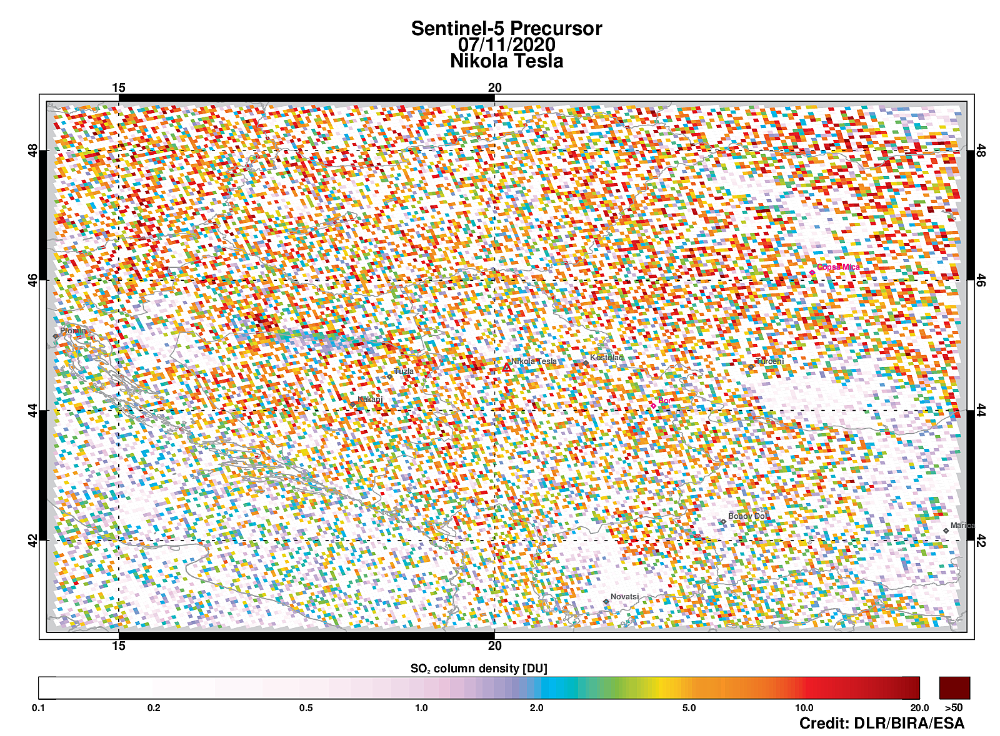 Sentinel-5 Precursor
07/11/2020
Nikola Tesla
15 20
48 48
46 46
44 44
42 42
Copsa Mica
Plomin
Nikola Tesla
Kostolac
Turceni
Tuzla
Kakanj
Bor
Bobov Dol
Marica
Novatsi
15 20
SO₂ column density [DU]
0.1 0.2 0.5 1.0 2.0 5.0 10.0 20.0 >50
Credit: DLR/BIRA/ESA